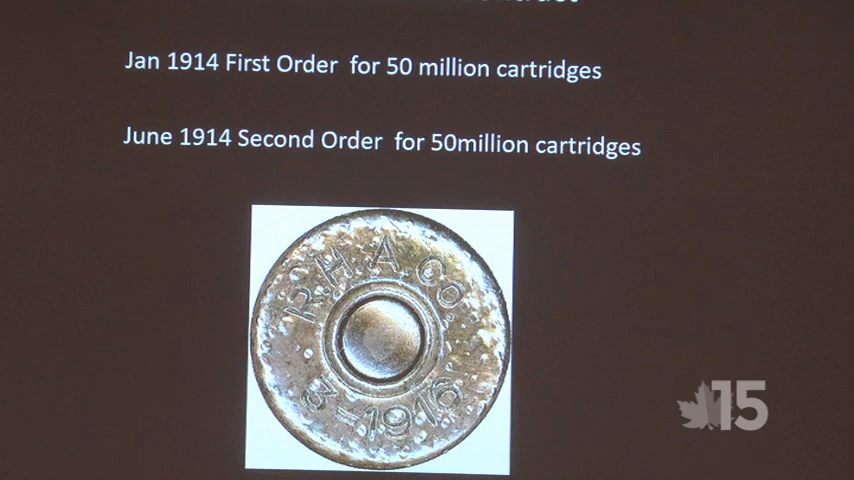 Jan 1914 First Order for 50 million cartridges
June 1914 Second Order for 50million cartridges
R.H.A.Co.
3-1916
15